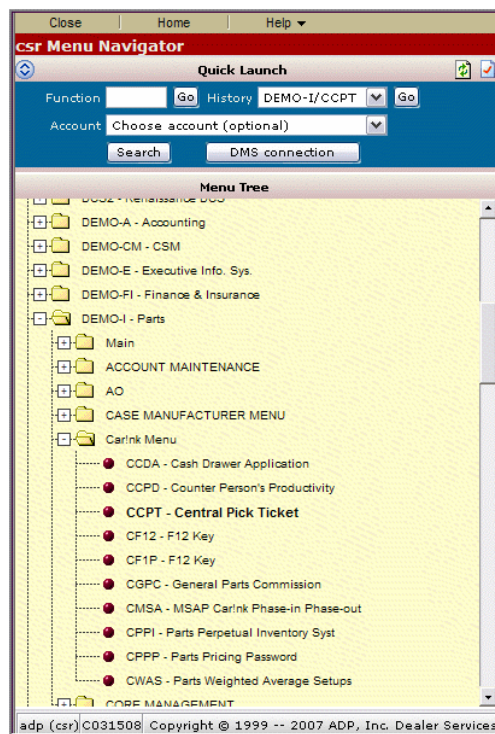 Close Home Help
csr Menu Navigator
Quick Launch
Function Go History DEMO-I/CCPT Go
Account Choose account (optional)
Search DMS connection
Menu Tree
DCS2 - Renaissance DCS
DEMO-A - Accounting
DEMO-CM - CSM
DEMO-E - Executive Info. Sys.
DEMO-FI - Finance & Insurance
DEMO-I - Parts
Main
ACCOUNT MAINTENANCE
AO
CASE MANUFACTURER MENU
Car!nk Menu
CCDA - Cash Drawer Application
CCPD - Counter Person's Productivity
CCPT - Central Pick Ticket
CF12 - F12 Key
CF1P - F12 Key
CGPC - General Parts Commission
CMSA - MSAP Car!nk Phase-in Phase-out
CPPI - Parts Perpetual Inventory Syst
CPPP - Parts Pricing Password
CWAS - Parts Weighted Average Setups
CORE MANAGEMENT
adp (csr) C031508 Copyright © 1999 -- 2007 ADP, Inc. Dealer Services